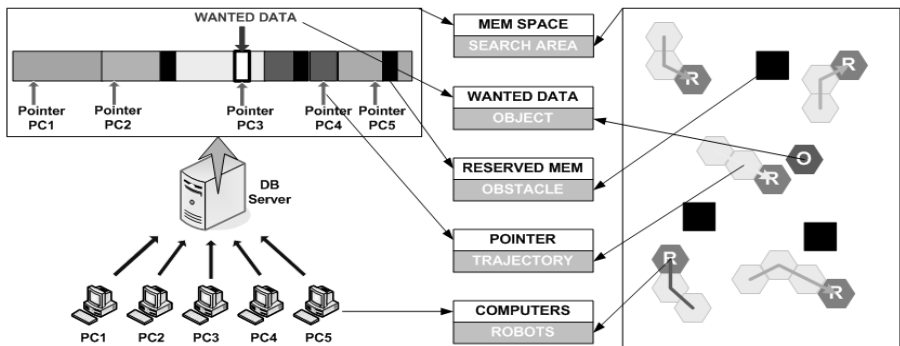 WANTED DATA
Pointer PC1
Pointer PC2
Pointer PC3
Pointer PC4
Pointer PC5
DB Server
PC1 PC2 PC3 PC4 PC5
MEM SPACE
SEARCH AREA
WANTED DATA
OBJECT
RESERVED MEM
OBSTACLE
POINTER
TRAJECTORY
COMPUTERS
ROBOTS
R
R
R
O
R
R